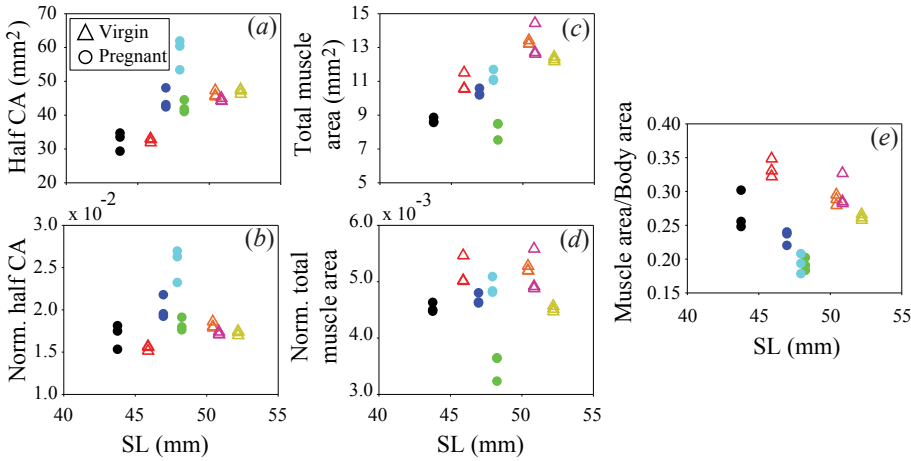 (a)
Half CA (mm²)
70
60
50
40
30
20
Virgin
Pregnant
(c)
Total muscle
area (mm²)
15
13
11
9
7
5
(b)
x 10⁻²
Norm. half CA
3.0
2.5
2.0
1.5
1.0
40 45 50 55
SL (mm)
(d)
x 10⁻³
Norm. total
muscle area
6.0
5.0
4.0
3.0
40 45 50 55
SL (mm)
(e)
Muscle area/Body area
0.40
0.35
0.30
0.25
0.20
0.15
40 45 50 55
SL (mm)